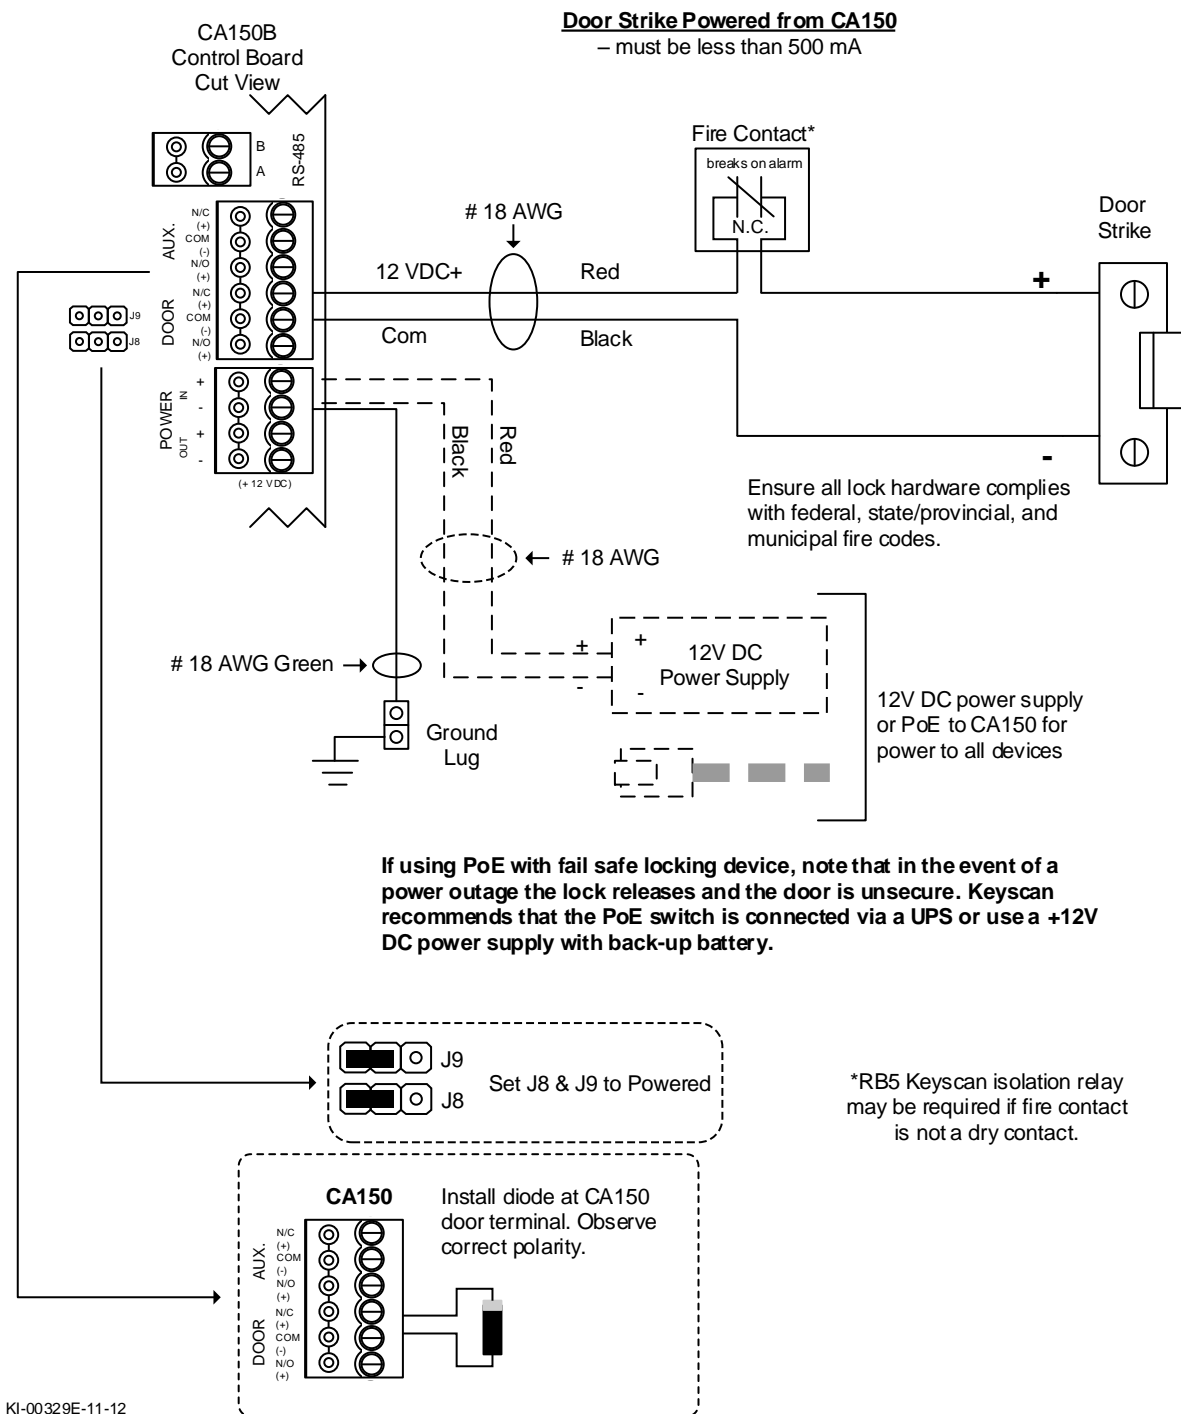 Door Strike Powered from CA150
– must be less than 500 mA
CA150B
Control Board
Cut View
B
A
RS-485
Fire Contact*
breaks on alarm
N.C.
Door
Strike
AUX.
N/C
(+)
COM
(-)
N/O
(+)
DOOR
N/C
(+)
COM
(-)
N/O
(+)
# 18 AWG
12 VDC+
Red
Com
Black
+
-
J9
J8
POWER
IN
+
-
OUT
+
-
(+ 12 VDC)
Black
Red
Ensure all lock hardware complies
with federal, state/provincial, and
municipal fire codes.
# 18 AWG
# 18 AWG Green
Ground
Lug
+
-
+
-
12V DC
Power Supply
12V DC power supply
or PoE to CA150 for
power to all devices
If using PoE with fail safe locking device, note that in the event of a
power outage the lock releases and the door is unsecure. Keyscan
recommends that the PoE switch is connected via a UPS or use a +12V
DC power supply with back-up battery.
J9
J8
Set J8 & J9 to Powered
*RB5 Keyscan isolation relay
may be required if fire contact
is not a dry contact.
CA150
Install diode at CA150
door terminal. Observe
correct polarity.
AUX.
N/C
(+)
COM
(-)
N/O
(+)
DOOR
N/C
(+)
COM
(-)
N/O
(+)
KI-00329E-11-12